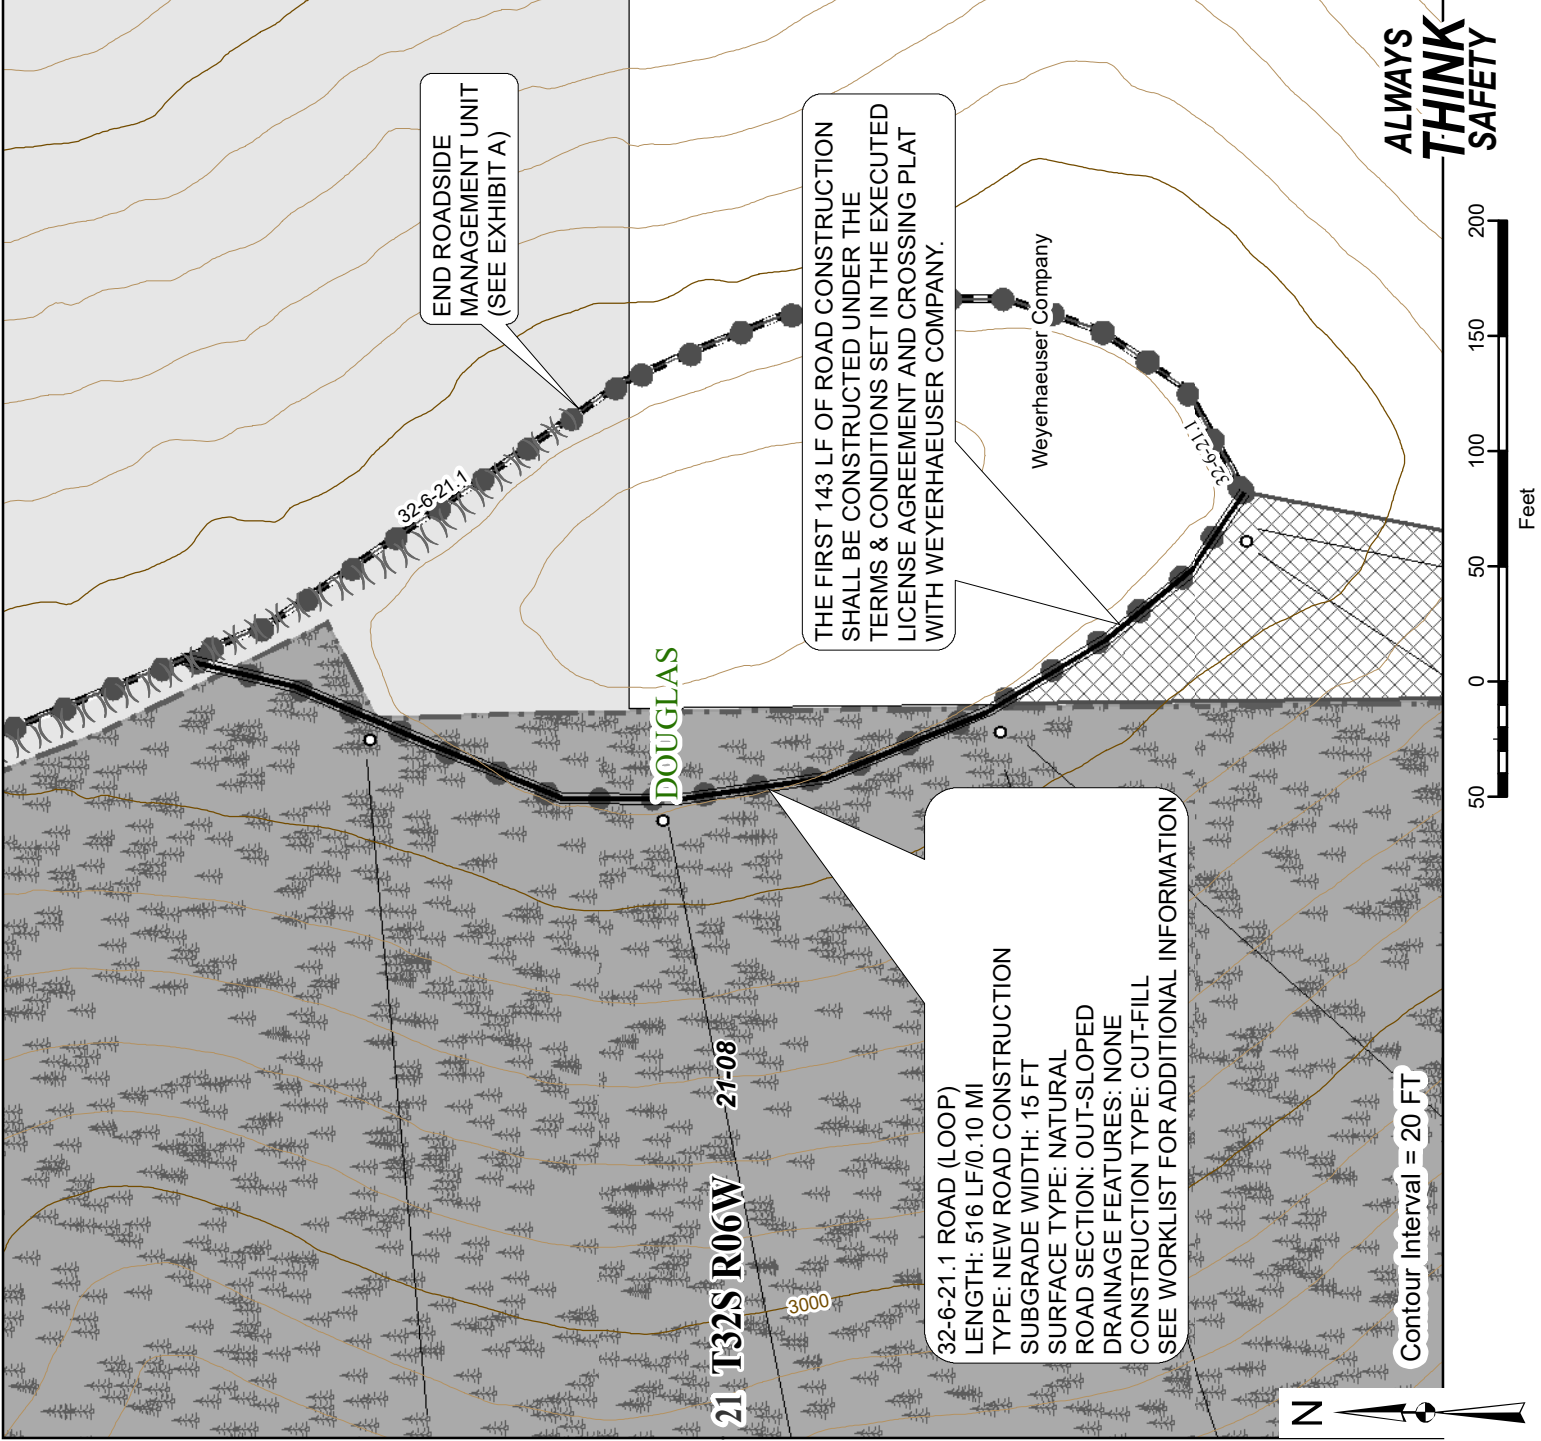 END ROADSIDE
MANAGEMENT UNIT
(SEE EXHIBIT A)
32-6-21.1
THE FIRST 143 LF OF ROAD CONSTRUCTION
SHALL BE CONSTRUCTED UNDER THE
TERMS & CONDITIONS SET IN THE EXECUTED
LICENSE AGREEMENT AND CROSSING PLAT
WITH WEYERHAEUSER COMPANY.
Weyerhaeuser Company
32-6-21.1
DOUGLAS
21-08
21 T32S R06W
3000
32-6-21.1 ROAD (LOOP)
LENGTH: 516 LF/0.10 MI
TYPE: NEW ROAD CONSTRUCTION
SUBGRADE WIDTH: 15 FT
SURFACE TYPE: NATURAL
ROAD SECTION: OUT-SLOPED
DRAINAGE FEATURES: NONE
CONSTRUCTION TYPE: CUT-FILL
SEE WORKLIST FOR ADDITIONAL INFORMATION
Contour Interval = 20 FT
N
50 0 50 100 150 200
Feet
ALWAYS
THINK
SAFETY